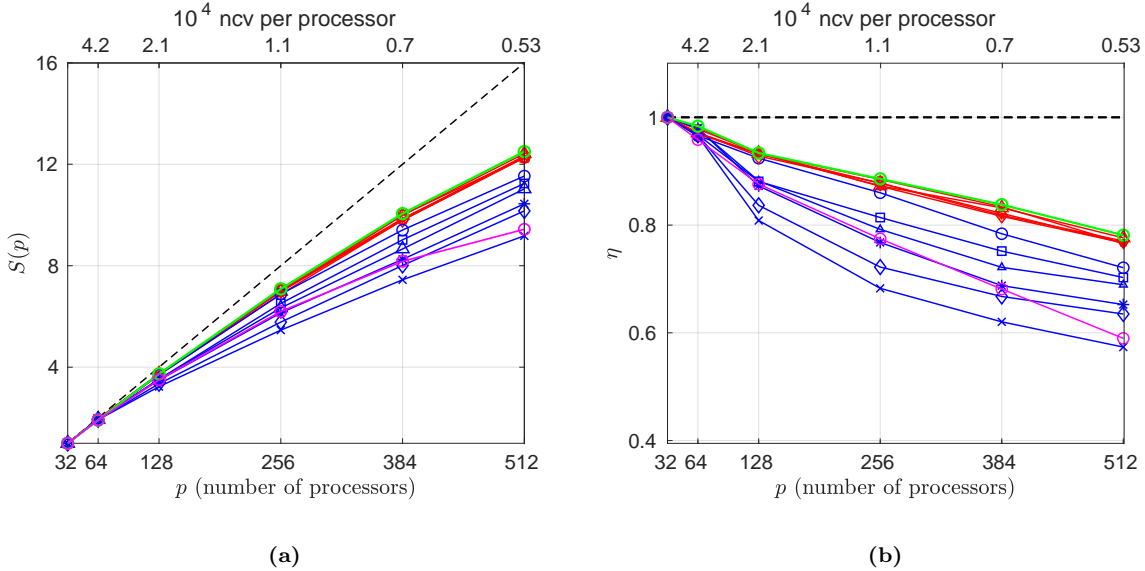 10^4 ncv per processor
4.2 2.1 1.1 0.7 0.53
16
12
8
4
S(p)
32 64 128 256 384 512
p (number of processors)
(a)
10^4 ncv per processor
4.2 2.1 1.1 0.7 0.53
1
0.8
0.6
0.4
η
32 64 128 256 384 512
p (number of processors)
(b)